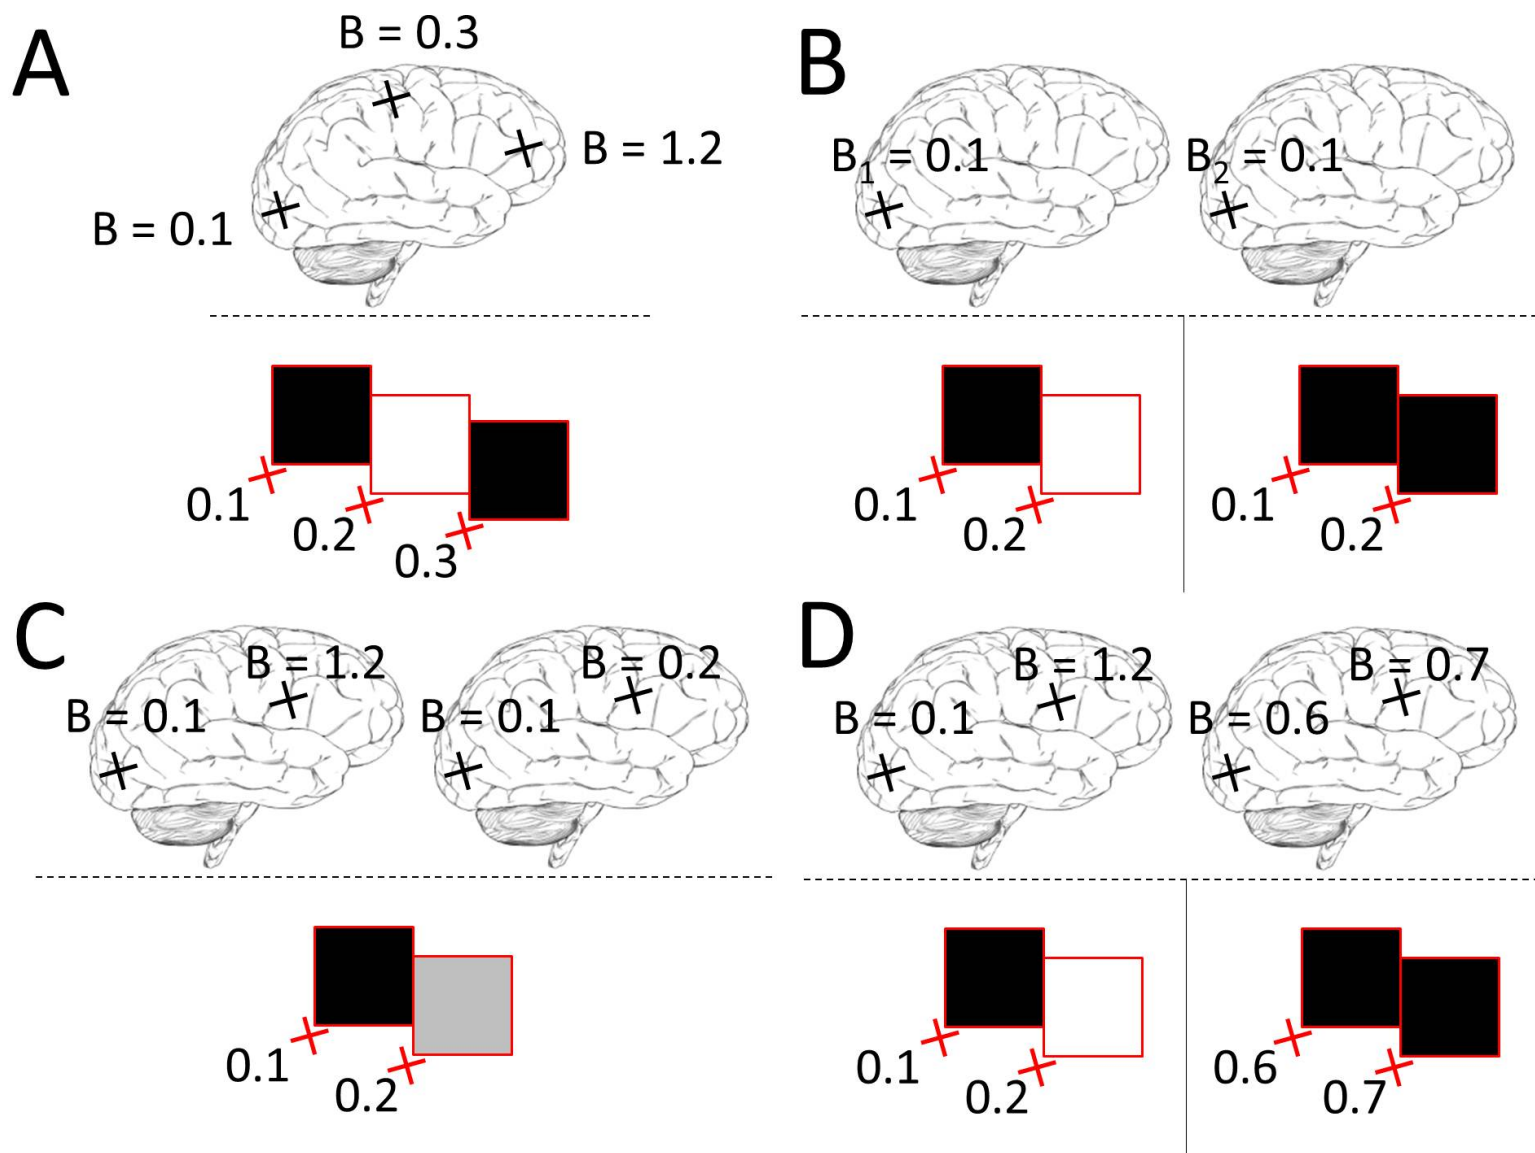 A
B = 0.3
B = 1.2
B = 0.1
0.1
0.2
0.3
B
B₁ = 0.1
B₂ = 0.1
0.1
0.2
0.1
0.2
C
B = 1.2
B = 0.1
B = 0.2
B = 0.1
0.1
0.2
D
B = 1.2
B = 0.1
B = 0.7
B = 0.6
0.1
0.2
0.6
0.7